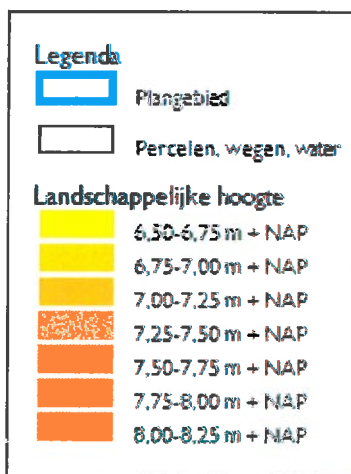 Legenda
Plangebied
Percelen, wegen, water
Landschappelijke hoogte
6,50-6,75 m + NAP
6,75-7,00 m + NAP
7,00-7,25 m + NAP
7,25-7,50 m + NAP
7,50-7,75 m + NAP
7,75-8,00 m + NAP
8,00-8,25 m + NAP